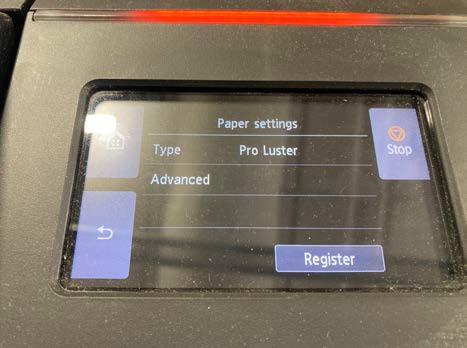 Paper settings
Type Pro Luster
Stop
Advanced
Register